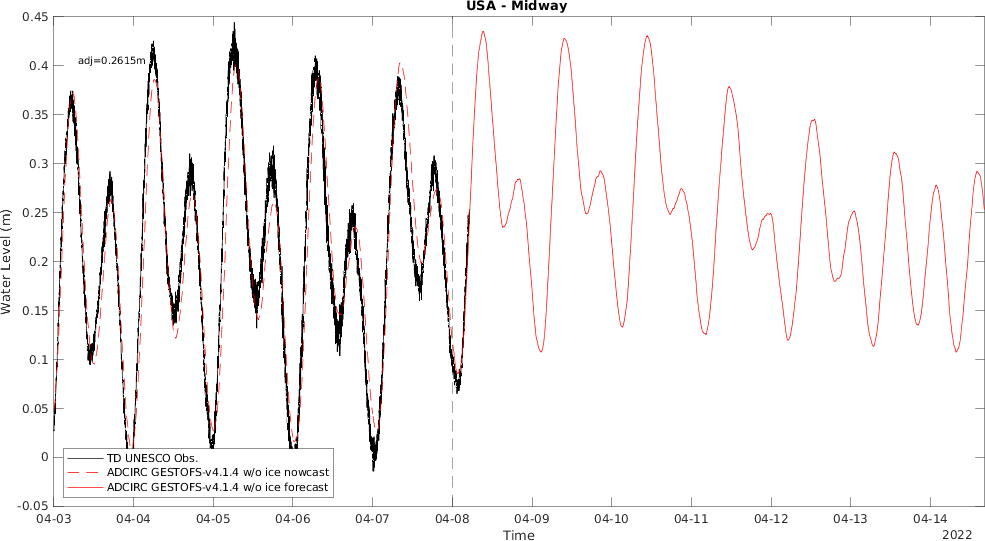 USA - Midway
0.45
0.4
0.35
0.3
0.25
0.2
0.15
0.1
0.05
0
-0.05
Water Level (m)
adj=0.2615m
TD UNESCO Obs.
ADCIRC GESTOFS-v4.1.4 w/o ice nowcast
ADCIRC GESTOFS-v4.1.4 w/o ice forecast
04-03 04-04 04-05 04-06 04-07 04-08 04-09 04-10 04-11 04-12 04-13 04-14
Time
2022